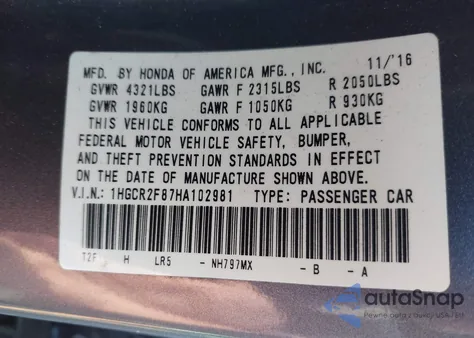 MFD. BY HONDA OF AMERICA MFG., INC. 11/'16
GVWR 4321LBS GAWR F 2315LBS R 2050LBS
GVWR 1960KG GAWR F 1050KG R 930KG
THIS VEHICLE CONFORMS TO ALL APPLICABLE
FEDERAL MOTOR VEHICLE SAFETY, BUMPER,
AND THEFT PREVENTION STANDARDS IN EFFECT
ON THE DATE OF MANUFACTURE SHOWN ABOVE.
V.I.N.: 1HGCR2F87HA102981 TYPE: PASSENGER CAR
H LR5 - NH797MX - B - A
autoSnap